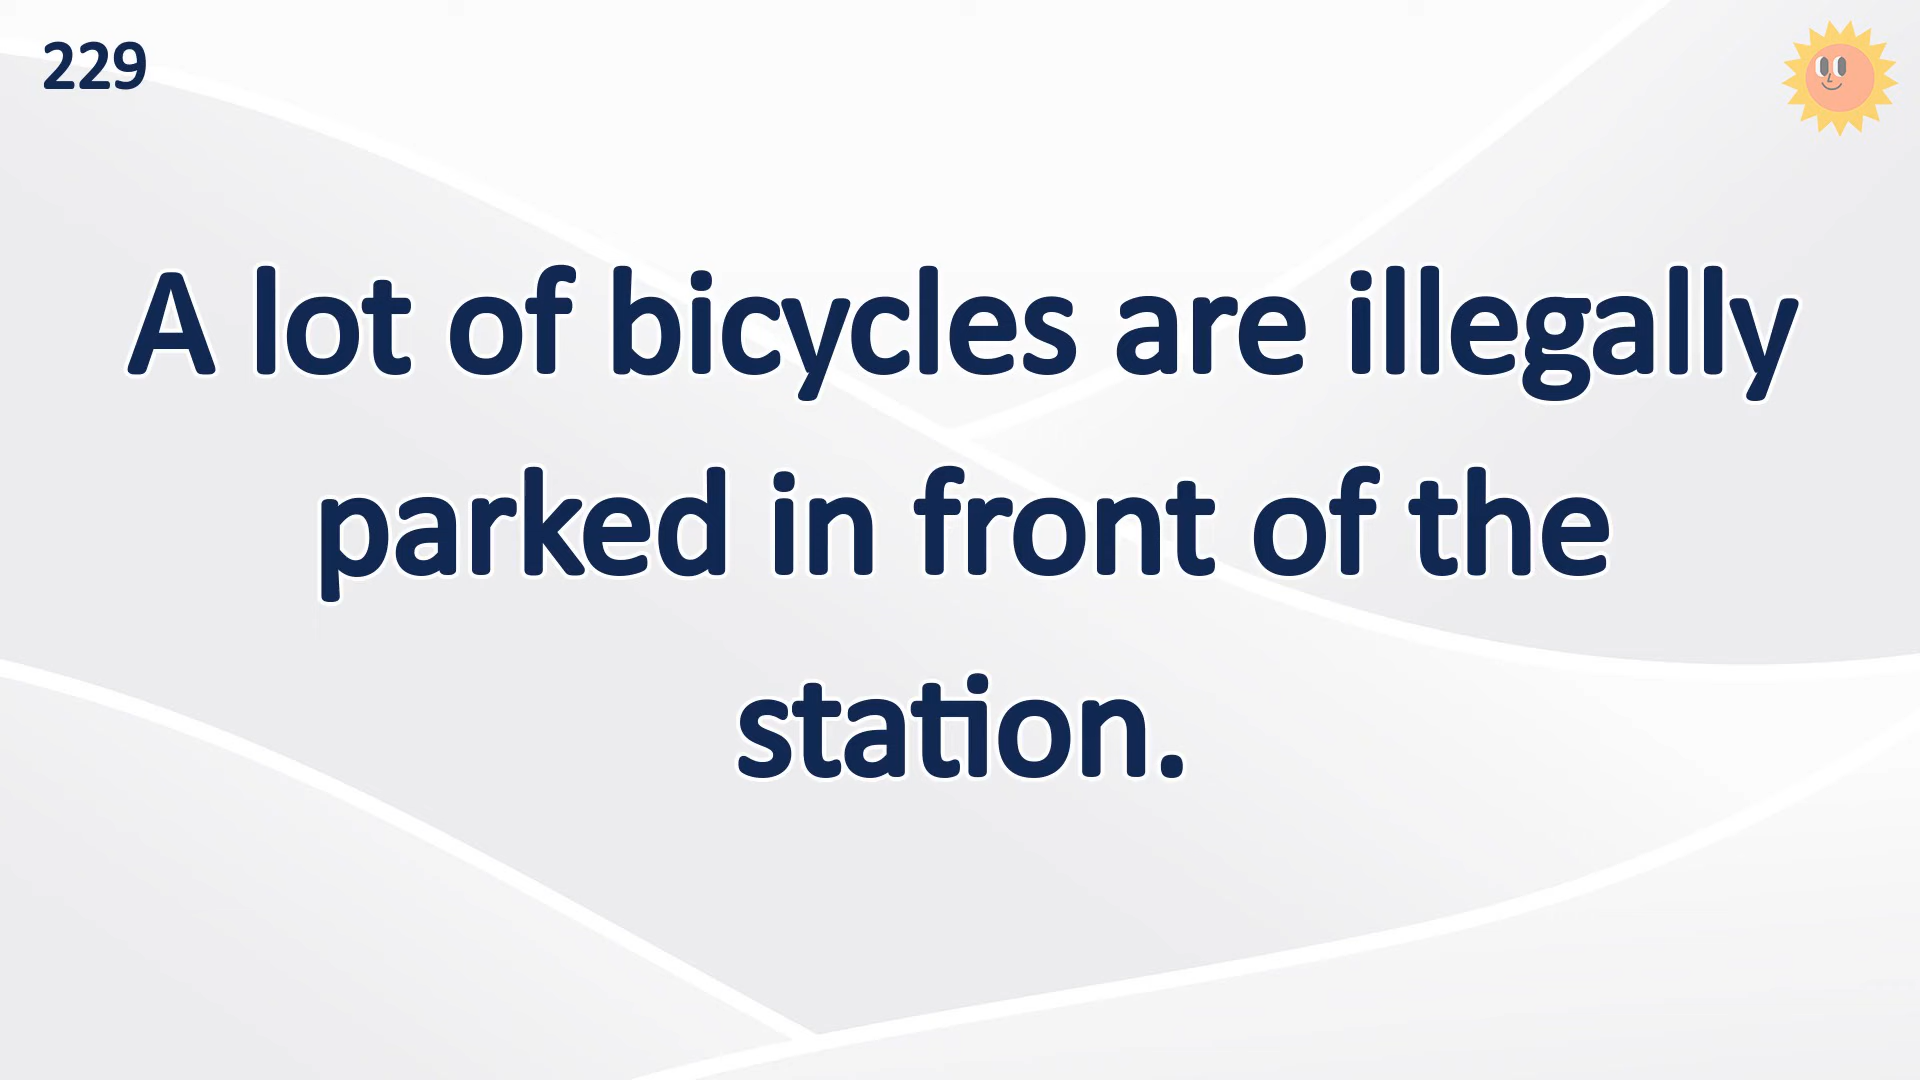 229
A lot of bicycles are illegally
parked in front of the
station.